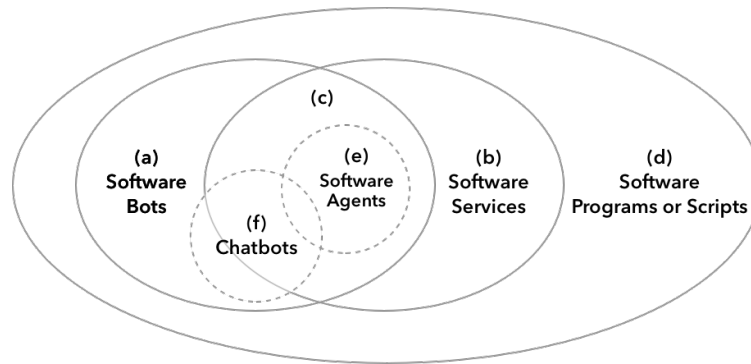 (c)
(a)
Software
Bots
(e)
Software
Agents
(b)
Software
Services
(d)
Software
Programs or Scripts
(f)
Chatbots